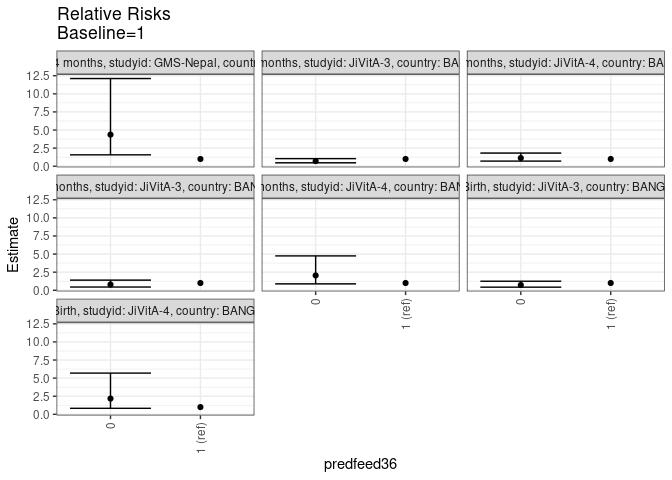 Relative Risks
Baseline=1
4 months, studyid: GMS-Nepal, count
months, studyid: JiVitA-3, country: BA
months, studyid: JiVitA-4, country: BA
12.5
10.0
7.5
5.0
2.5
0.0
months, studyid: JiVitA-3, country: BAN
months, studyid: JiVitA-4, country: BAN
Birth, studyid: JiVitA-3, country: BANG
12.5
10.0
7.5
5.0
2.5
0.0
Estimate
0
1 (ref)
0
1 (ref)
Birth, studyid: JiVitA-4, country: BANG
12.5
10.0
7.5
5.0
2.5
0.0
0
1 (ref)
predfeed36